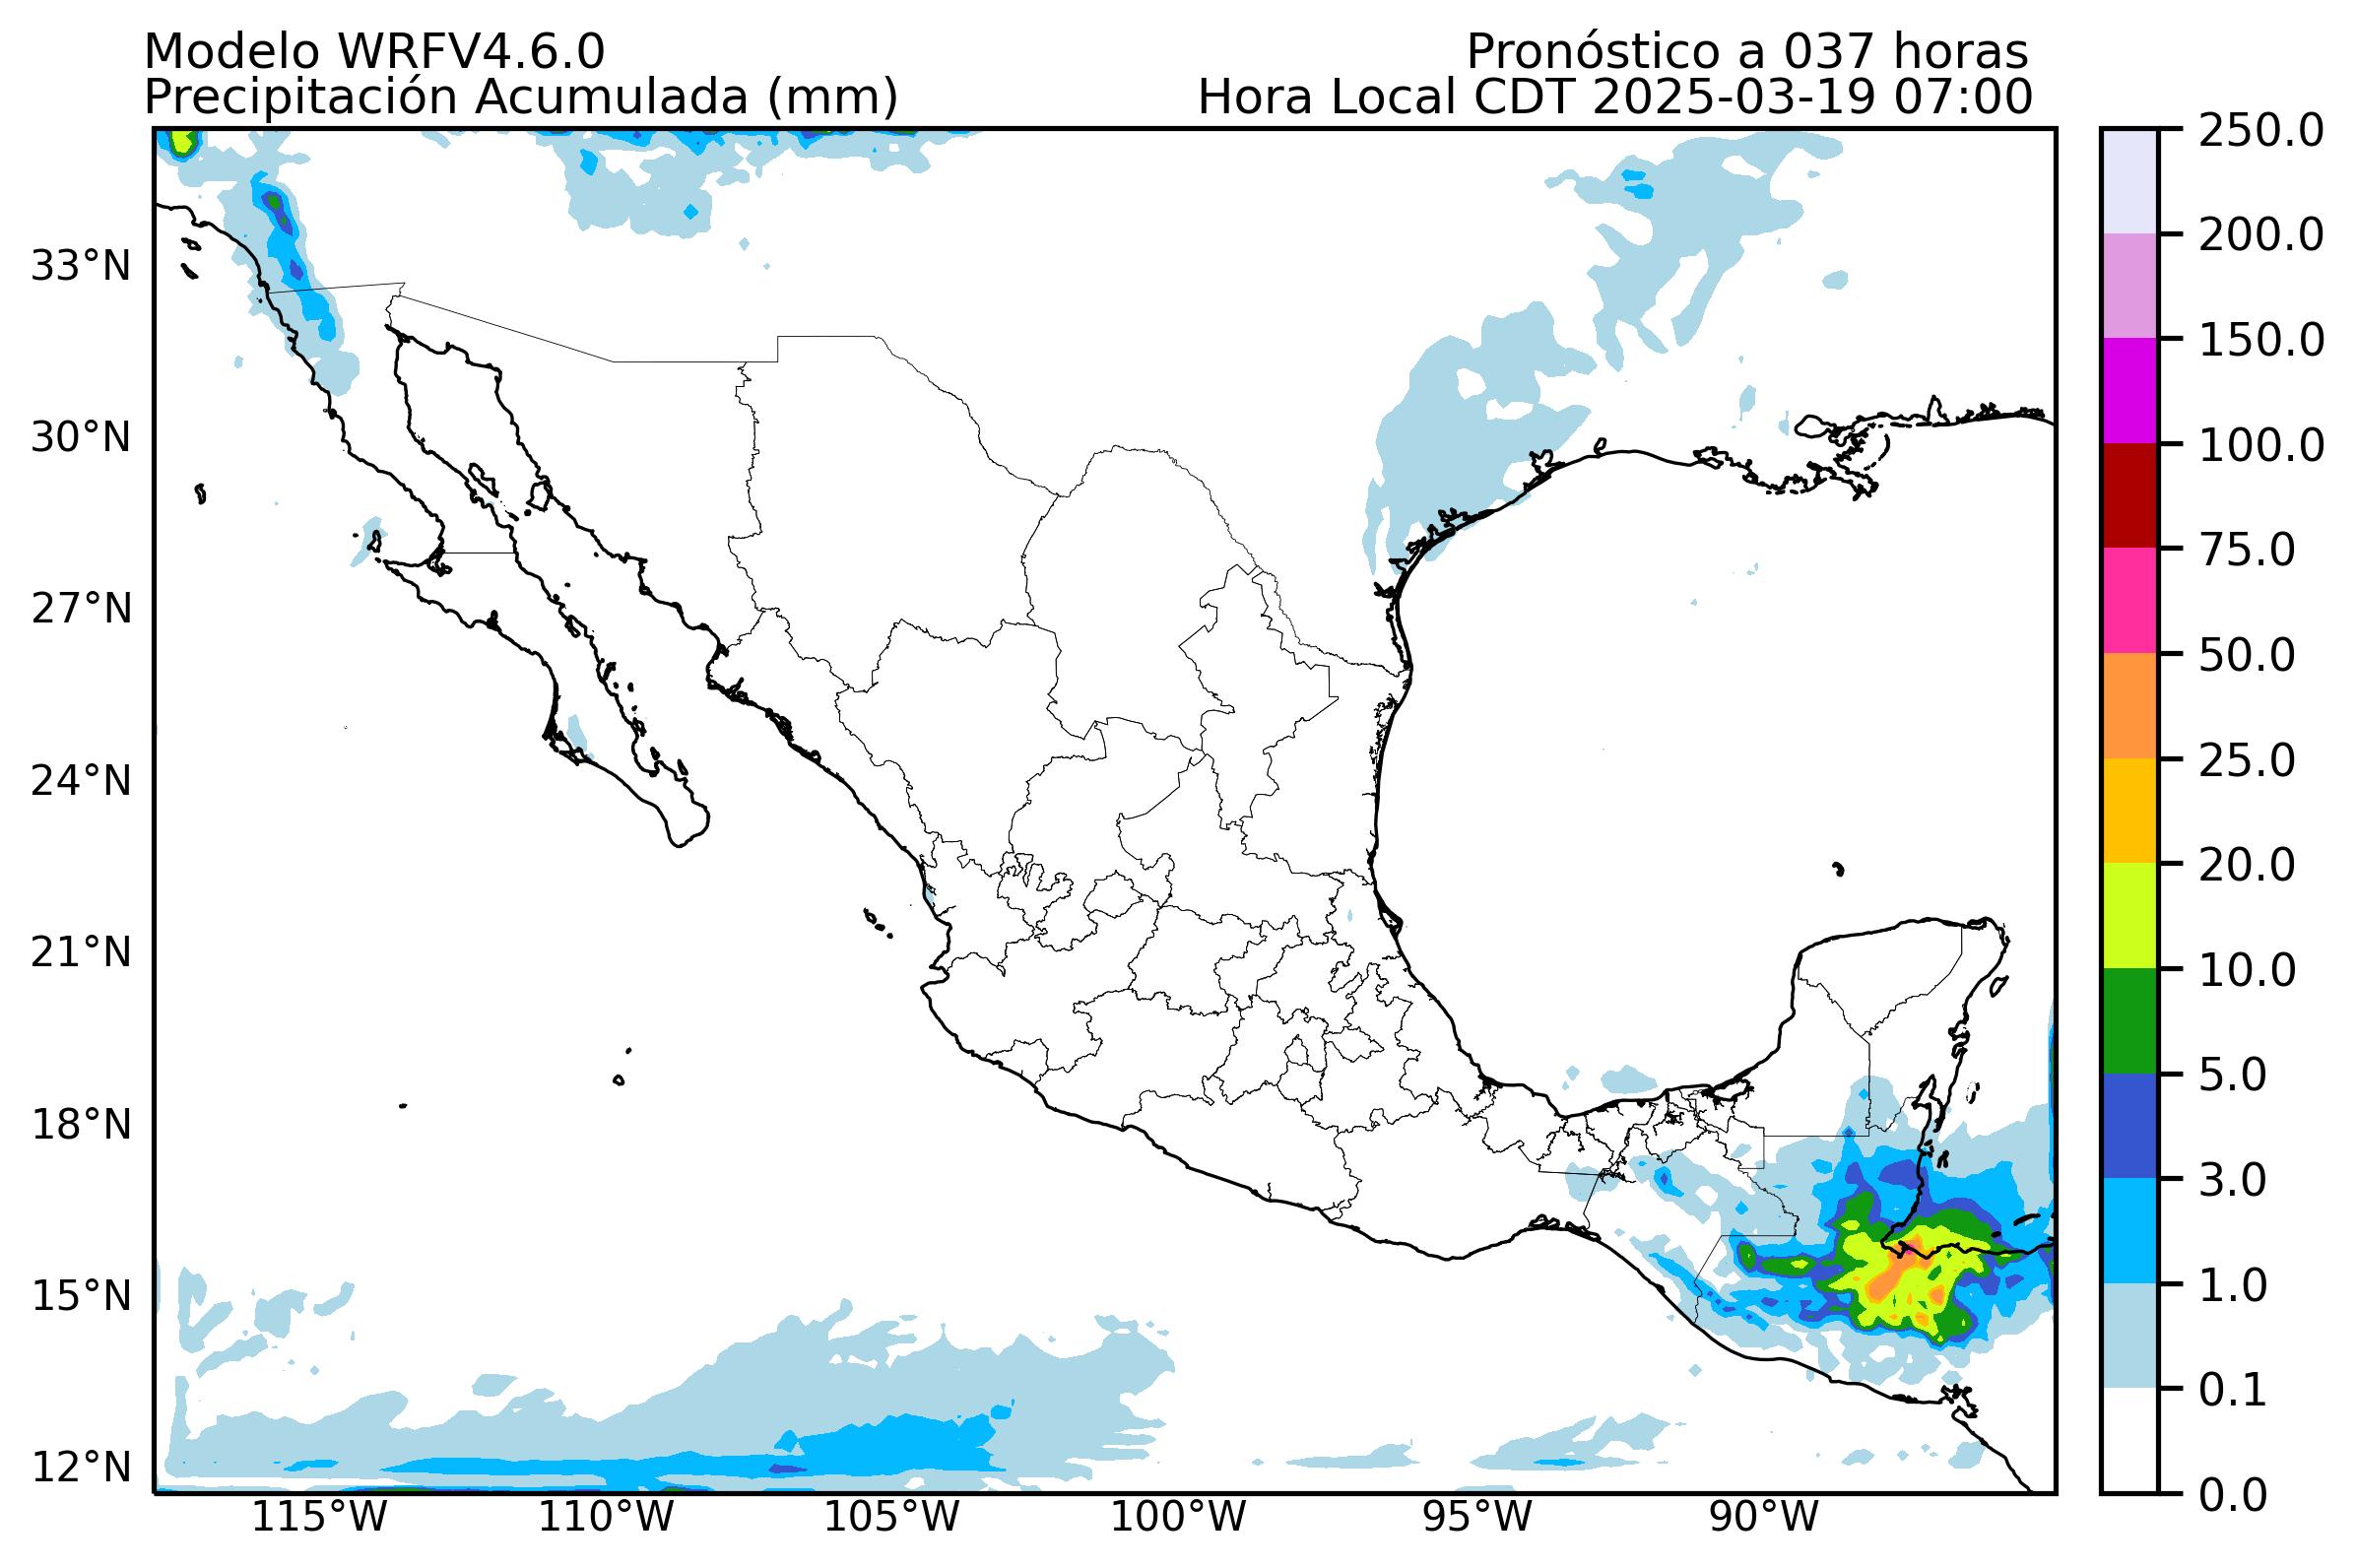 Modelo WRFV4.6.0
Pronóstico a 037 horas
Precipitación Acumulada (mm)
Hora Local CDT 2025-03-19 07:00
33°N
30°N
27°N
24°N
21°N
18°N
15°N
12°N
115°W
110°W
105°W
100°W
95°W
90°W
250.0
200.0
150.0
100.0
75.0
50.0
25.0
20.0
10.0
5.0
3.0
1.0
0.1
0.0